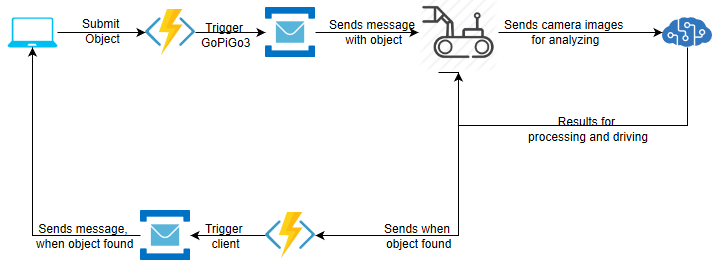 Submit
Object
Trigger
GoPiGo3
Sends message
with object
Sends camera images
for analyzing
Results for
processing and driving
Sends message,
when object found
Trigger
client
Sends when
object found